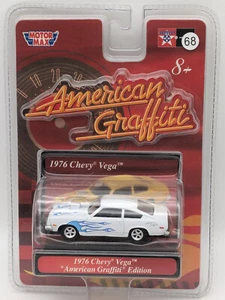 MOTOR
MAX
68
8+
American
Graffiti
1976 Chevy® Vega™
1976 Chevy® Vega™
"American Graffiti" Edition